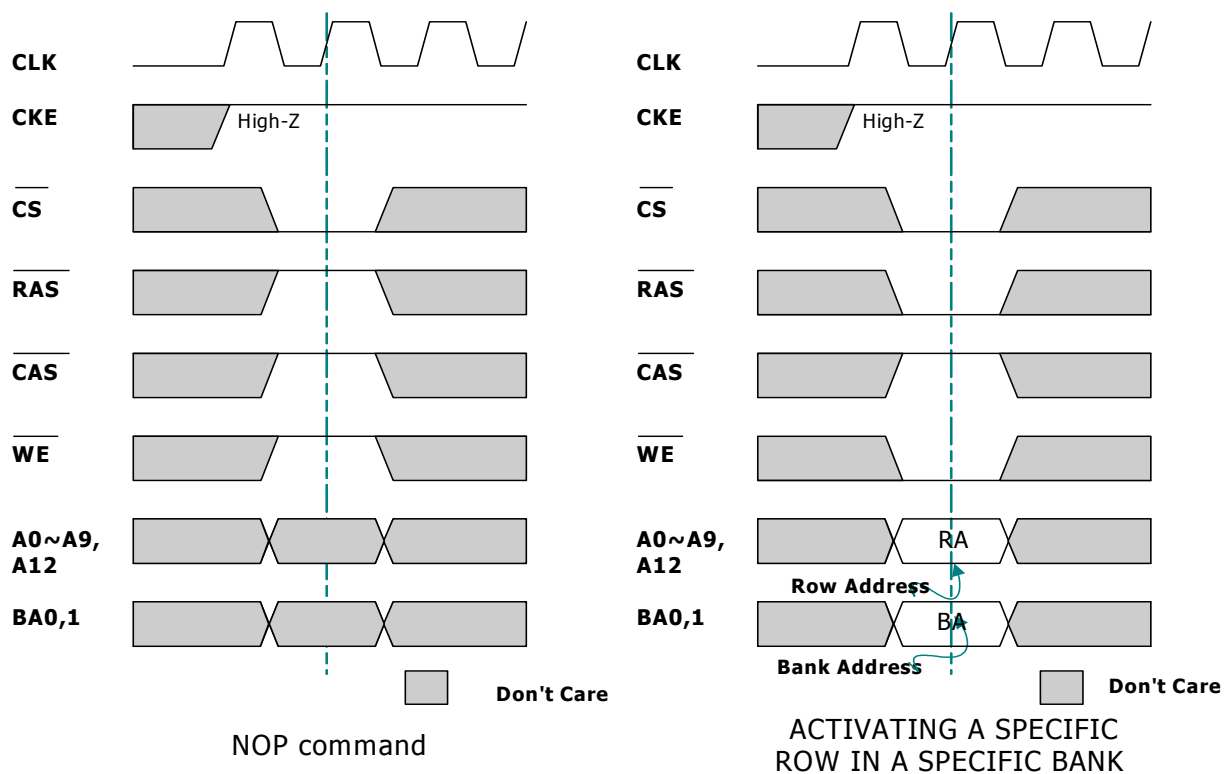 CLK
CKE
High-Z
CS
RAS
CAS
WE
A0~A9,
A12
BA0,1
Don't Care
NOP command
CLK
CKE
High-Z
CS
RAS
CAS
WE
A0~A9,
A12
RA
Row Address
BA0,1
BA
Bank Address
Don't Care
ACTIVATING A SPECIFIC
ROW IN A SPECIFIC BANK